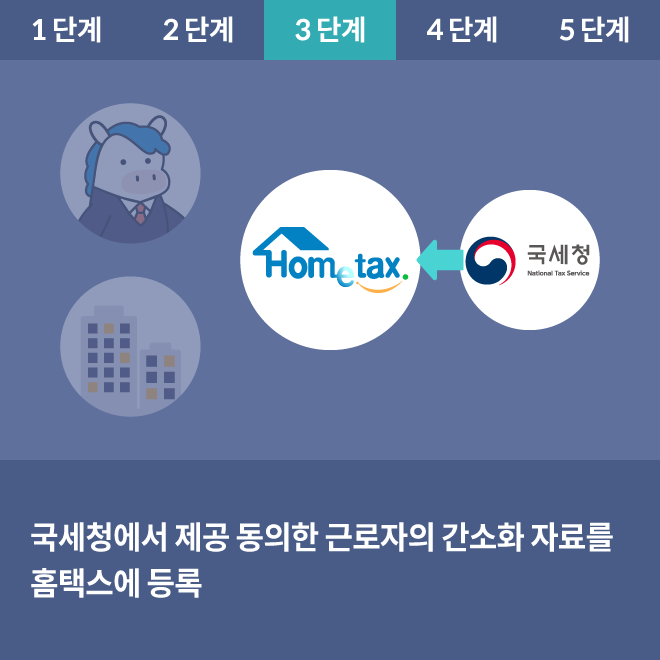 1 단계 2 단계 3 단계 4 단계 5 단계
Hometax.
국세청
National Tax Service
국세청에서 제공 동의한 근로자의 간소화 자료를
홈택스에 등록